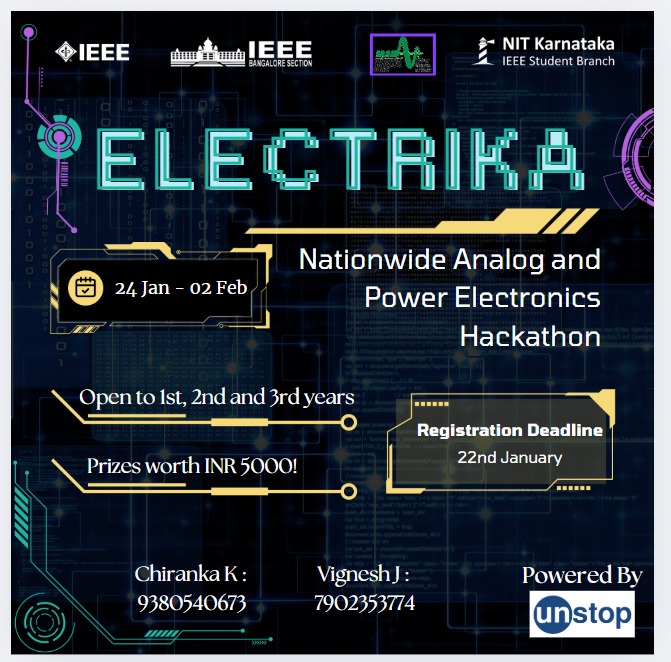 IEEE
IEEE
BANGALORE SECTION
NIT Karnataka
IEEE Student Branch
ELECTRIKA
Nationwide Analog and
Power Electronics
Hackathon
24 Jan - 02 Feb
Open to 1st, 2nd and 3rd years
Prizes worth INR 5000!
Registration Deadline
22nd January
Chiranka K :
9380540673
Vignesh J :
7902353774
Powered By
unstop